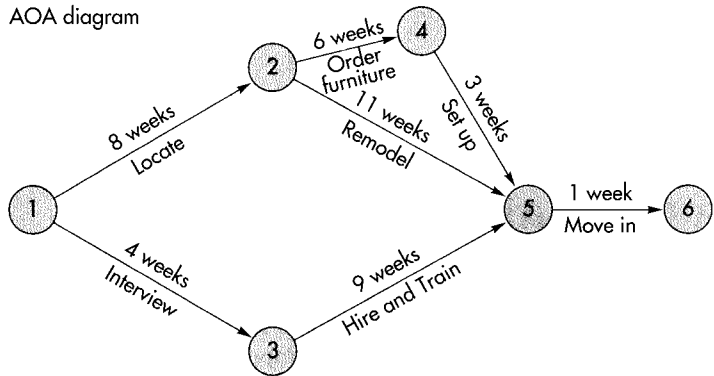 AOA diagram
4
6 weeks
Order
furniture
2
3 weeks
Set up
11 weeks
Remodel
8 weeks
Locate
1
5
1 week
Move in
6
4 weeks
Interview
9 weeks
Hire and Train
3